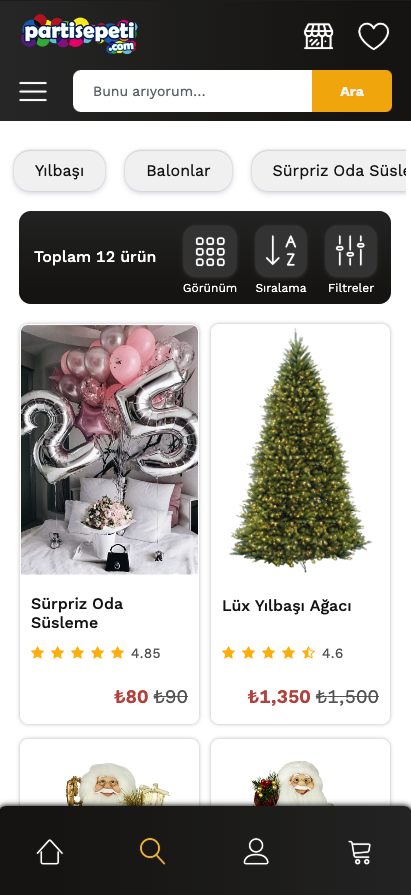 partisepeti
.com
Bunu arıyorum...
Ara
Yılbaşı
Balonlar
Sürpriz Oda Süsle
Toplam 12 ürün
Görünüm
A
Z
Sıralama
Filtreler
25
Sürpriz Oda
Süsleme
4.85
₺80 ₺90
Lüx Yılbaşı Ağacı
4.6
₺1,350 ₺1,500